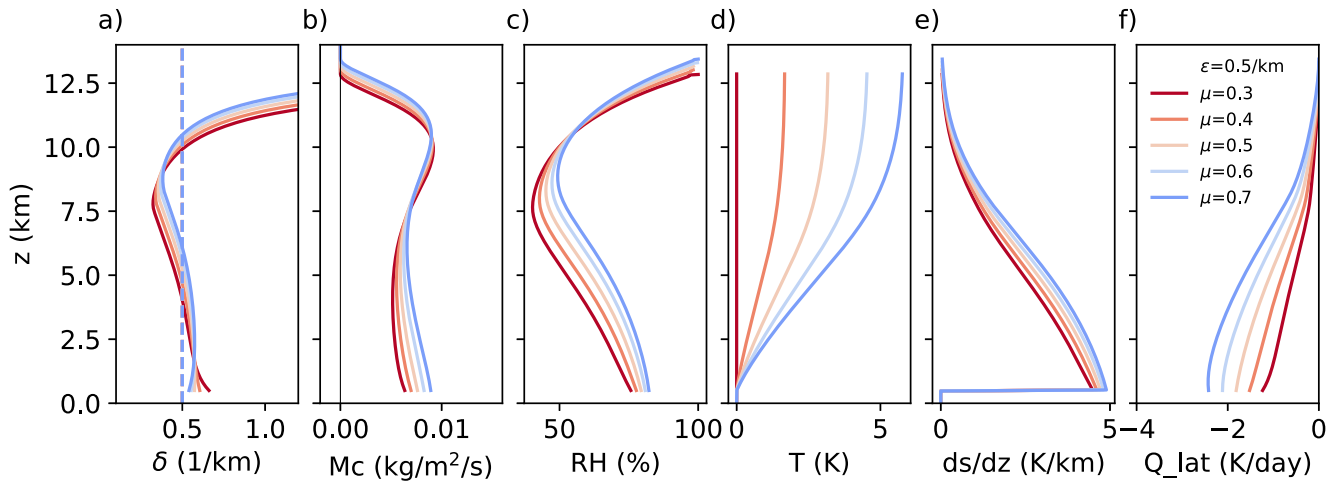 a) b) c) d) e) f)
z (km)
12.5
10.0
7.5
5.0
2.5
0.0
0.5 1.0
δ (1/km)
0.00 0.01
Mc (kg/m²/s)
50 100
RH (%)
0 5
T (K)
0 5
ds/dz (K/km)
−4 −2 0
Q_lat (K/day)
ε=0.5/km
μ=0.3
μ=0.4
μ=0.5
μ=0.6
μ=0.7